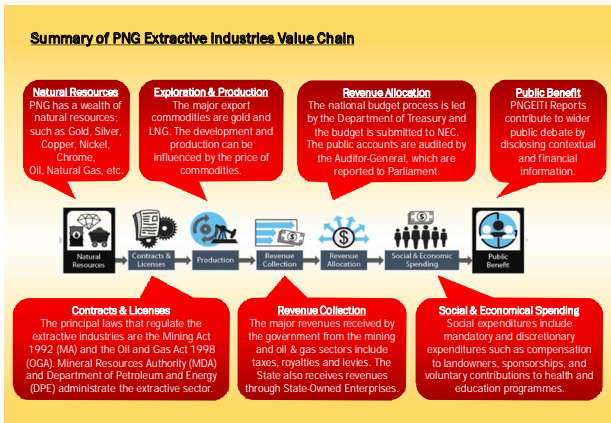 Summary of PNG Extractive Industries Value Chain
Natural Resources
PNG has a wealth of
natural resources;
such as Gold, Silver,
Copper, Nickel,
Chrome,
Oil, Natural Gas, etc.
Exploration & Production
The major export
commodities are gold and
LNG. The development and
production can be
influenced by the price of
commodities.
Revenue Allocation
The national budget process is led
by the Department of Treasury and
the budget is submitted to NEC.
The public accounts are audited by
the Auditor-General, which are
reported to Parliament.
Public Benefit
PNGEITI Reports
contribute to wider
public debate by
disclosing contextual
and financial
information.
Natural
Resources
Contracts &
Licenses
Production
Revenue
Collection
Revenue
Allocation
Social & Economic
Spending
Public
Benefit
Contracts & Licenses
The principal laws that regulate the
extractive industries are the Mining Act
1992 (MA) and the Oil and Gas Act 1998
(OGA). Mineral Resources Authority (MDA)
and Department of Petroleum and Energy
(DPE) administrate the extractive sector.
Revenue Collection
The major revenues received by
the government from the mining
and oil & gas sectors include
taxes, royalties and levies. The
State also receives revenues
through State-Owned Enterprises.
Social & Economical Spending
Social expenditures include
mandatory and discretionary
expenditures such as compensation
to landowners, sponsorships, and
voluntary contributions to health and
education programmes.